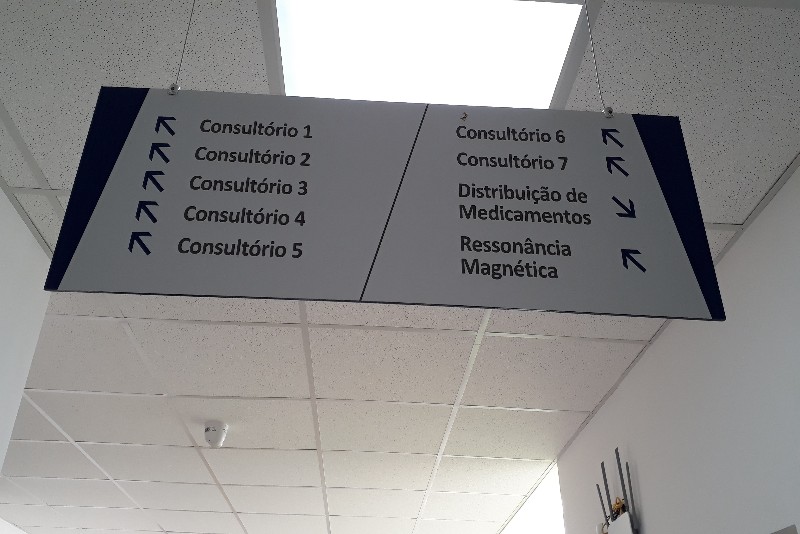 Consultório 1
Consultório 2
Consultório 3
Consultório 4
Consultório 5
Consultório 6
Consultório 7
Distribuição de
Medicamentos
Ressonância
Magnética